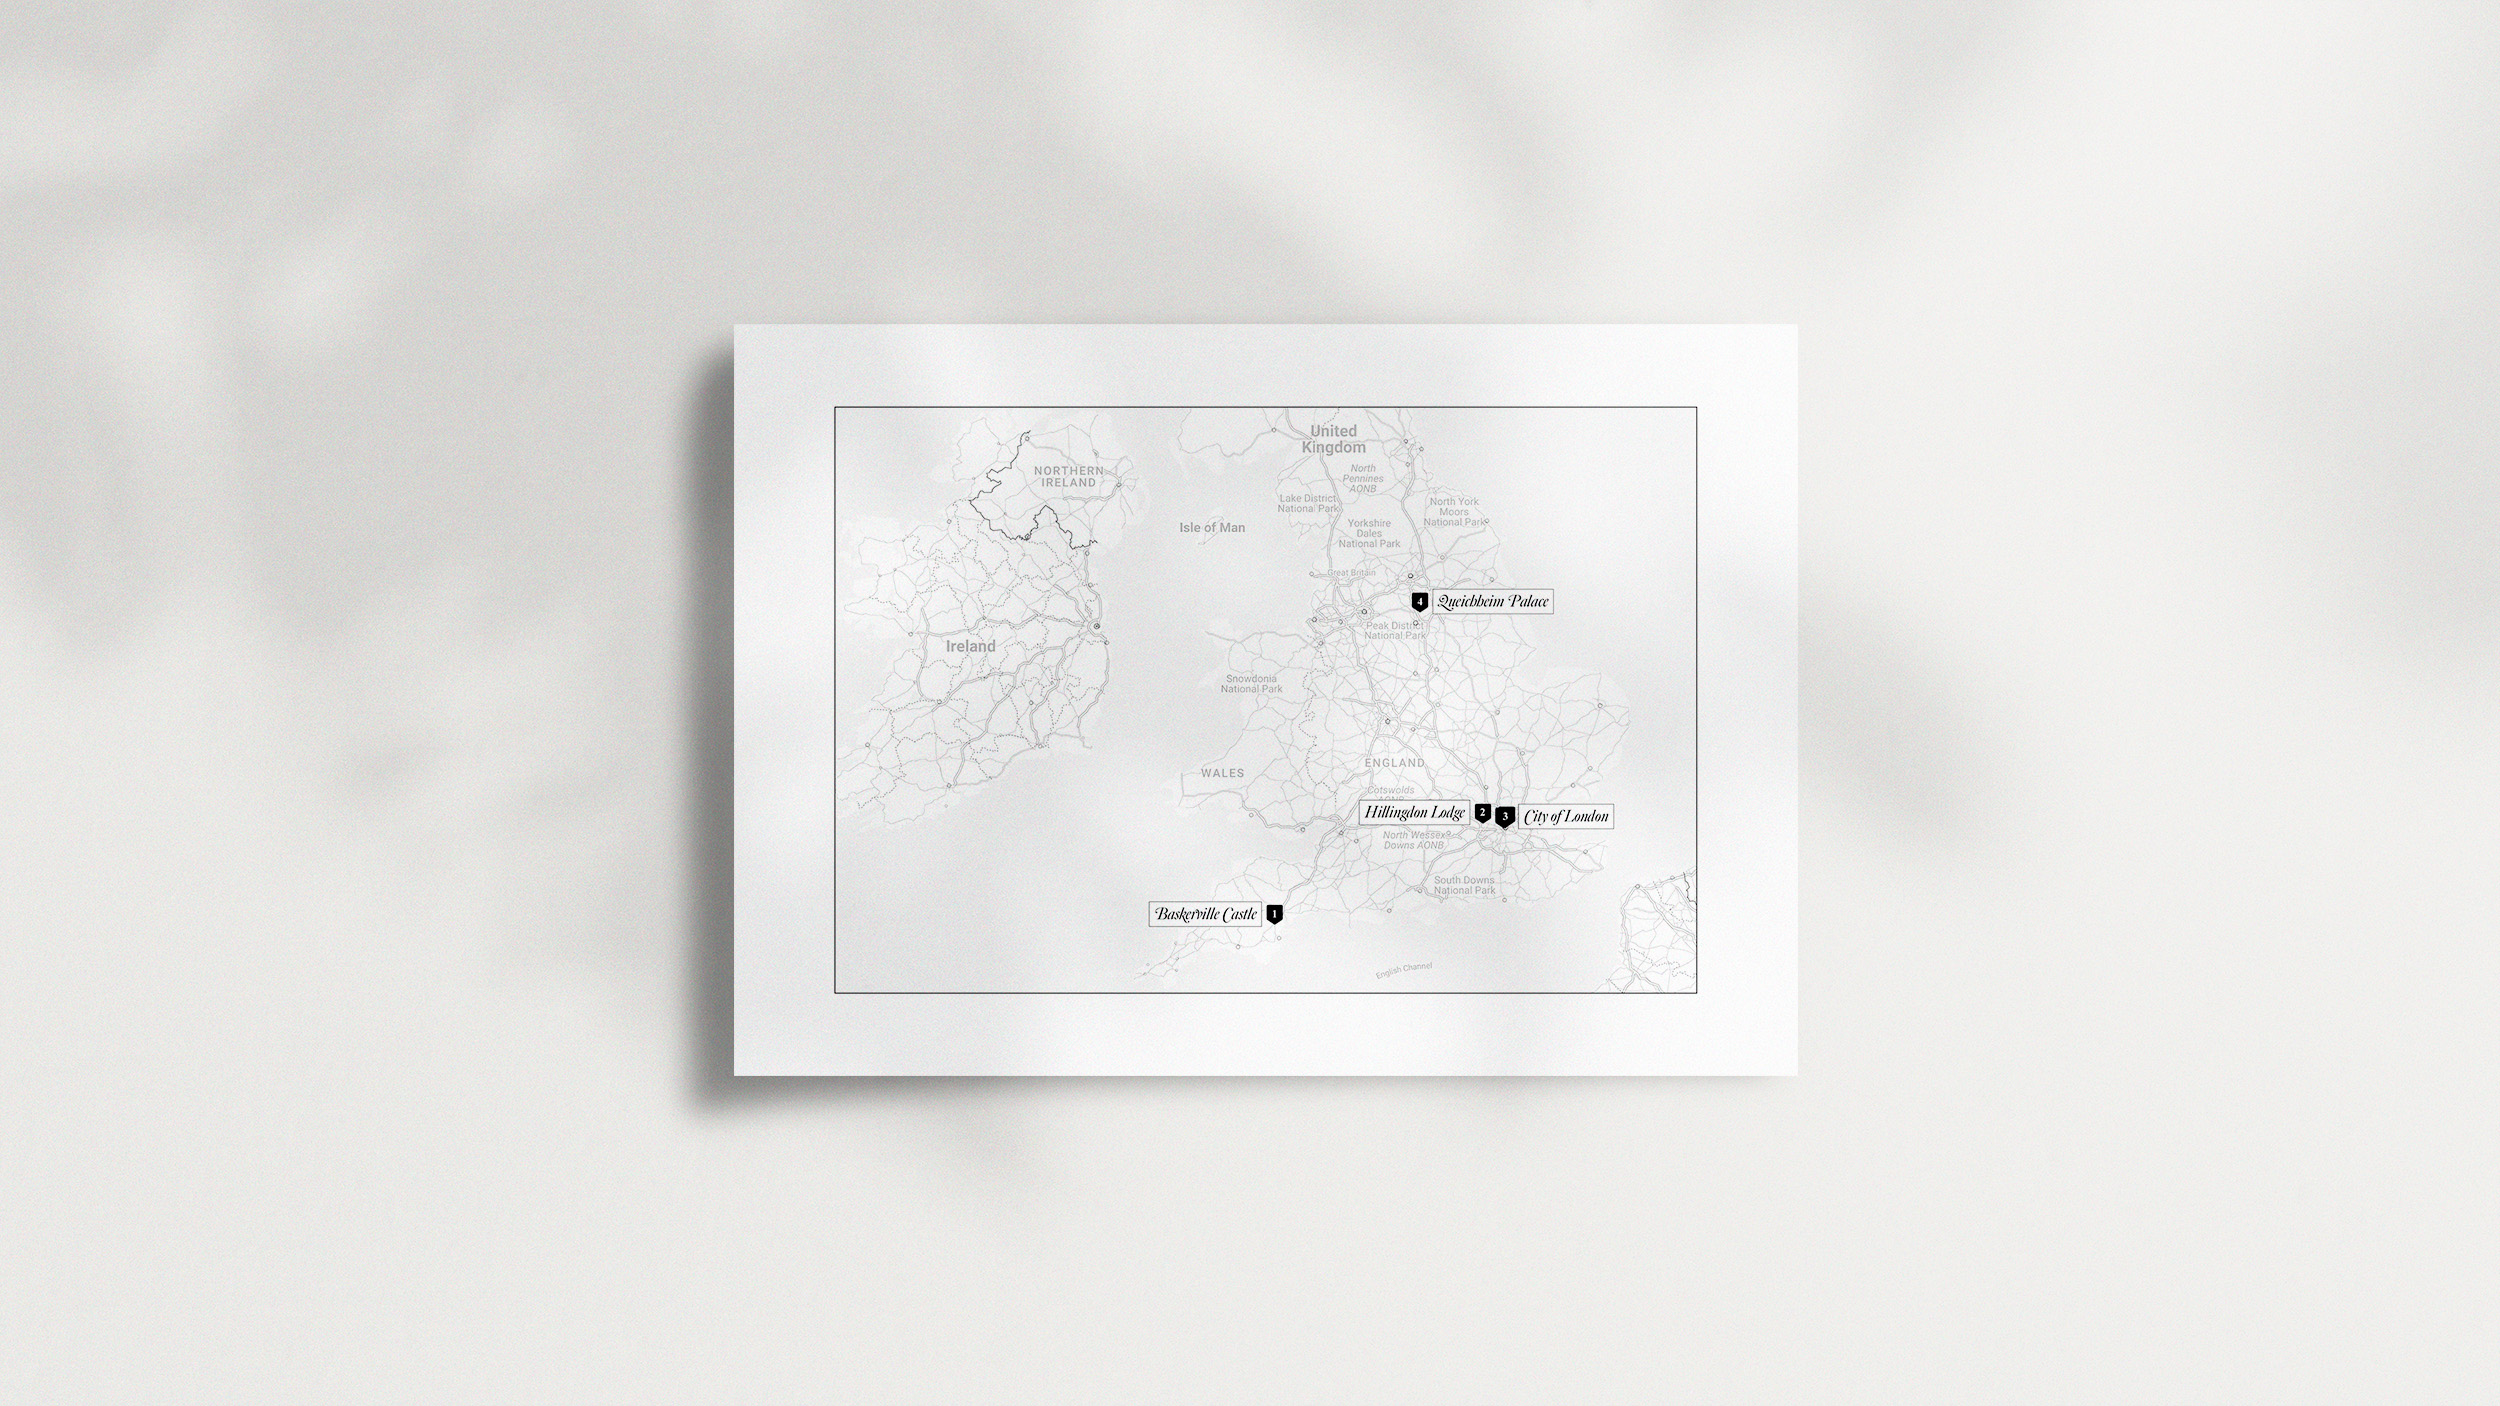 United
Kingdom
NORTHERN
IRELAND
North
Pennines
AONB
Lake District
National Park
North York
Moors
National Park
Isle of Man
Yorkshire
Dales
National Park
Great Britain
4
Queichheim Palace
Peak District
National Park
Ireland
Snowdonia
National Park
WALES
ENGLAND
Cotswolds
AONB
Hillingdon Lodge
2
3
City of London
North Wessex
Downs AONB
South Downs
National Park
Baskerville Castle
1
English Channel